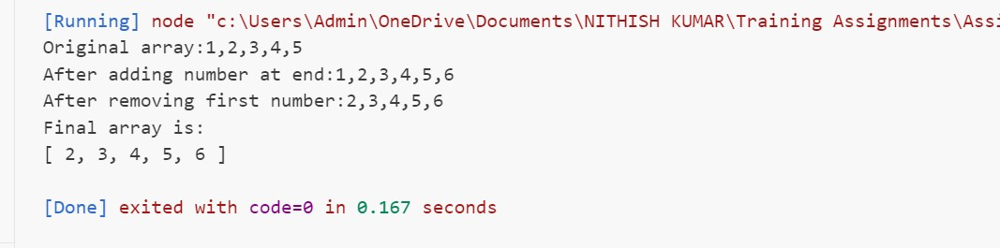 [Running] node "c:\Users\Admin\OneDrive\Documents\NITHISH KUMAR\Training Assignments\Assi
Original array:1,2,3,4,5
After adding number at end:1,2,3,4,5,6
After removing first number:2,3,4,5,6
Final array is:
[ 2, 3, 4, 5, 6 ]
[Done] exited with code=0 in 0.167 seconds